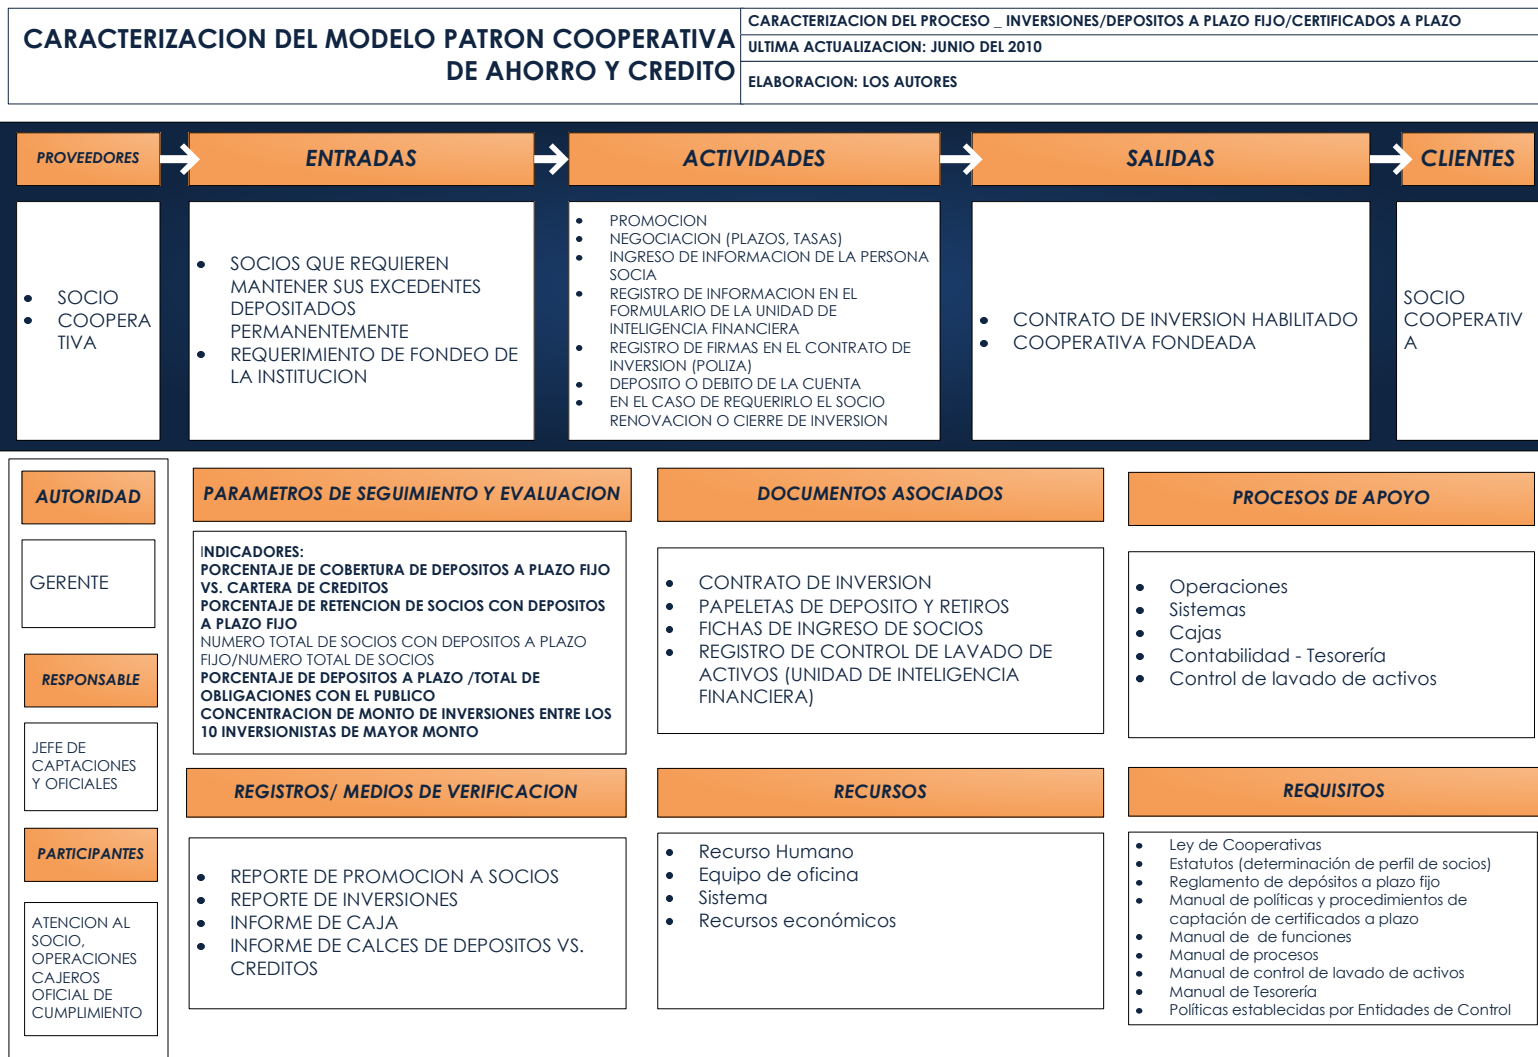 CARACTERIZACION DEL MODELO PATRON COOPERATIVA
DE AHORRO Y CREDITO
CARACTERIZACION DEL PROCESO _ INVERSIONES/DEPOSITOS A PLAZO FIJO/CERTIFICADOS A PLAZO
ULTIMA ACTUALIZACION: JUNIO DEL 2010
ELABORACION: LOS AUTORES
PROVEEDORES
ENTRADAS
ACTIVIDADES
SALIDAS
CLIENTES
• SOCIO
• COOPERA
TIVA
• SOCIOS QUE REQUIEREN
MANTENER SUS EXCEDENTES
DEPOSITADOS
PERMANENTEMENTE
• REQUERIMIENTO DE FONDEO DE
LA INSTITUCION
• PROMOCION
• NEGOCIACION (PLAZOS, TASAS)
• INGRESO DE INFORMACION DE LA PERSONA
SOCIA
• REGISTRO DE INFORMACION EN EL
FORMULARIO DE LA UNIDAD DE
INTELIGENCIA FINANCIERA
• REGISTRO DE FIRMAS EN EL CONTRATO DE
INVERSION (POLIZA)
• DEPOSITO O DEBITO DE LA CUENTA
• EN EL CASO DE REQUERIRLO EL SOCIO
RENOVACION O CIERRE DE INVERSION
• CONTRATO DE INVERSION HABILITADO
• COOPERATIVA FONDEADA
SOCIO
COOPERATIV
A
AUTORIDAD
GERENTE
RESPONSABLE
JEFE DE
CAPTACIONES
Y OFICIALES
PARTICIPANTES
ATENCION AL
SOCIO,
OPERACIONES
CAJEROS
OFICIAL DE
CUMPLIMIENTO
PARAMETROS DE SEGUIMIENTO Y EVALUACION
INDICADORES:
PORCENTAJE DE COBERTURA DE DEPOSITOS A PLAZO FIJO
VS. CARTERA DE CREDITOS
PORCENTAJE DE RETENCION DE SOCIOS CON DEPOSITOS
A PLAZO FIJO
NUMERO TOTAL DE SOCIOS CON DEPOSITOS A PLAZO
FIJO/NUMERO TOTAL DE SOCIOS
PORCENTAJE DE DEPOSITOS A PLAZO /TOTAL DE
OBLIGACIONES CON EL PUBLICO
CONCENTRACION DE MONTO DE INVERSIONES ENTRE LOS
10 INVERSIONISTAS DE MAYOR MONTO
DOCUMENTOS ASOCIADOS
• CONTRATO DE INVERSION
• PAPELETAS DE DEPOSITO Y RETIROS
• FICHAS DE INGRESO DE SOCIOS
• REGISTRO DE CONTROL DE LAVADO DE
ACTIVOS (UNIDAD DE INTELIGENCIA
FINANCIERA)
PROCESOS DE APOYO
• Operaciones
• Sistemas
• Cajas
• Contabilidad - Tesorería
• Control de lavado de activos
REGISTROS/ MEDIOS DE VERIFICACION
• REPORTE DE PROMOCION A SOCIOS
• REPORTE DE INVERSIONES
• INFORME DE CAJA
• INFORME DE CALCES DE DEPOSITOS VS.
CREDITOS
RECURSOS
• Recurso Humano
• Equipo de oficina
• Sistema
• Recursos económicos
REQUISITOS
• Ley de Cooperativas
• Estatutos (determinación de perfil de socios)
• Reglamento de depósitos a plazo fijo
• Manual de políticas y procedimientos de
captación de certificados a plazo
• Manual de  de funciones
• Manual de procesos
• Manual de control de lavado de activos
• Manual de Tesorería
• Políticas establecidas por Entidades de Control